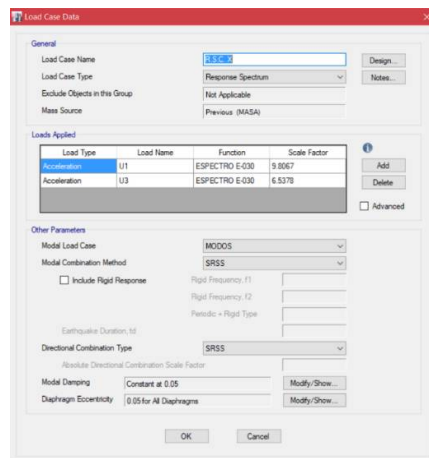 Load Case Data
General
Load Case Name R.S.C. X Design...
Load Case Type Response Spectrum Notes...
Exclude Objects in this Group Not Applicable
Mass Source Previous (MASA)
Loads Applied
Load Type Load Name Function Scale Factor
Acceleration U1 ESPECTRO E-030 9.8067 Add
Acceleration U3 ESPECTRO E-030 6.5378 Delete
Advanced
Other Parameters
Modal Load Case MODOS
Modal Combination Method SRSS
Include Rigid Response Rigid Frequency, f1
Rigid Frequency, f2
Periodic + Rigid Type
Earthquake Duration, td
Directional Combination Type SRSS
Absolute Directional Combination Scale Factor
Modal Damping Constant at 0.05 Modify/Show...
Diaphragm Eccentricity 0.05 for All Diaphragms Modify/Show...
OK Cancel